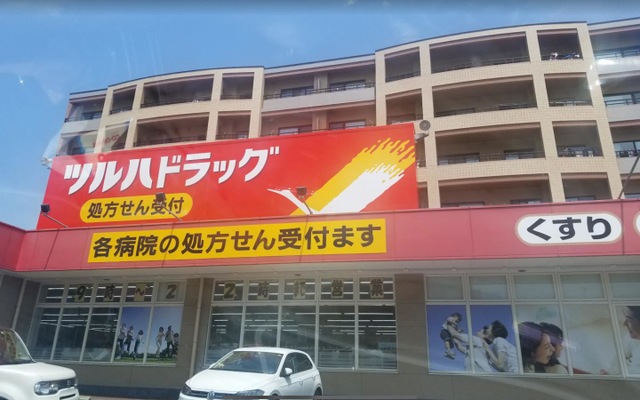 ツルハドラッグ
処方せん受付
各病院の処方せん受付ます
くすり